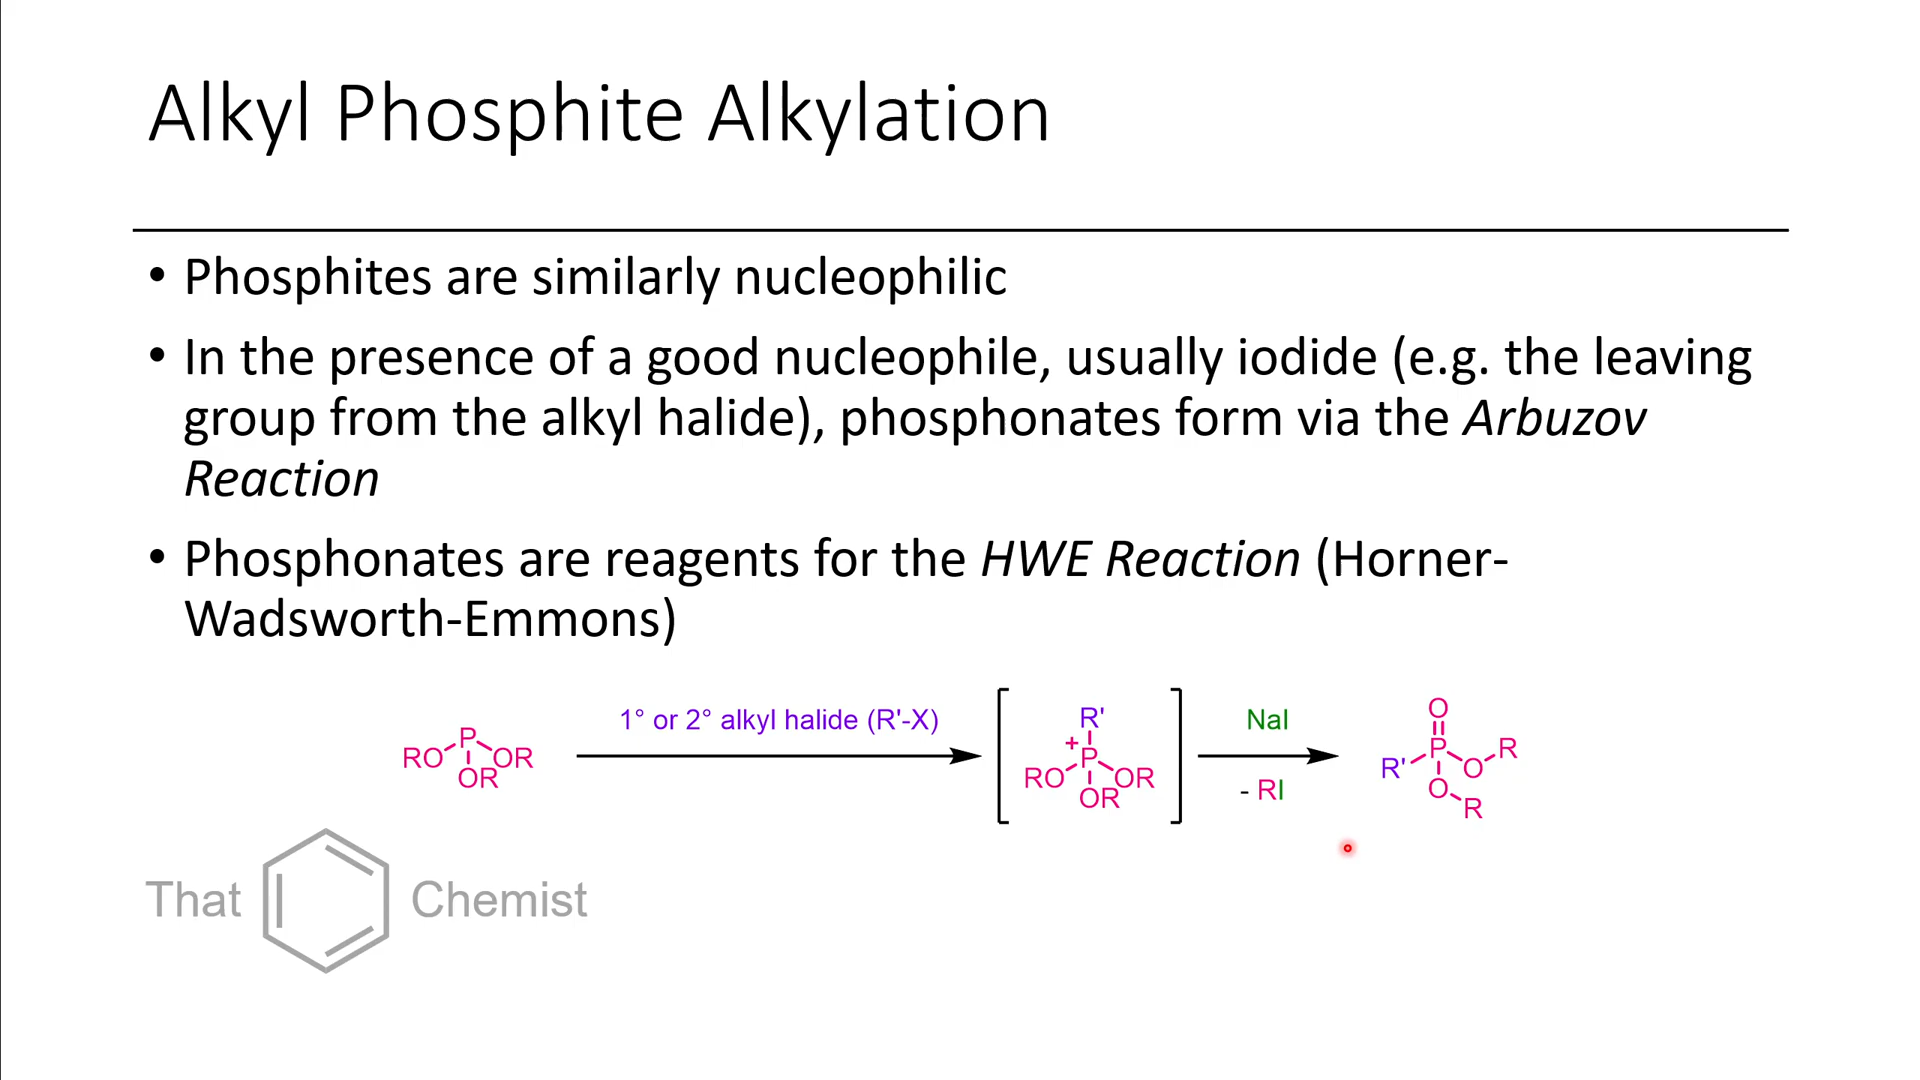 Alkyl Phosphite Alkylation
• Phosphites are similarly nucleophilic
• In the presence of a good nucleophile, usually iodide (e.g. the leaving
group from the alkyl halide), phosphonates form via the Arbuzov
Reaction
• Phosphonates are reagents for the HWE Reaction (Horner-
Wadsworth-Emmons)
RO P OR
OR
1° or 2° alkyl halide (R'-X)
R'
+
RO P OR
OR
NaI
- RI
O
R' P O R
O R
That Chemist